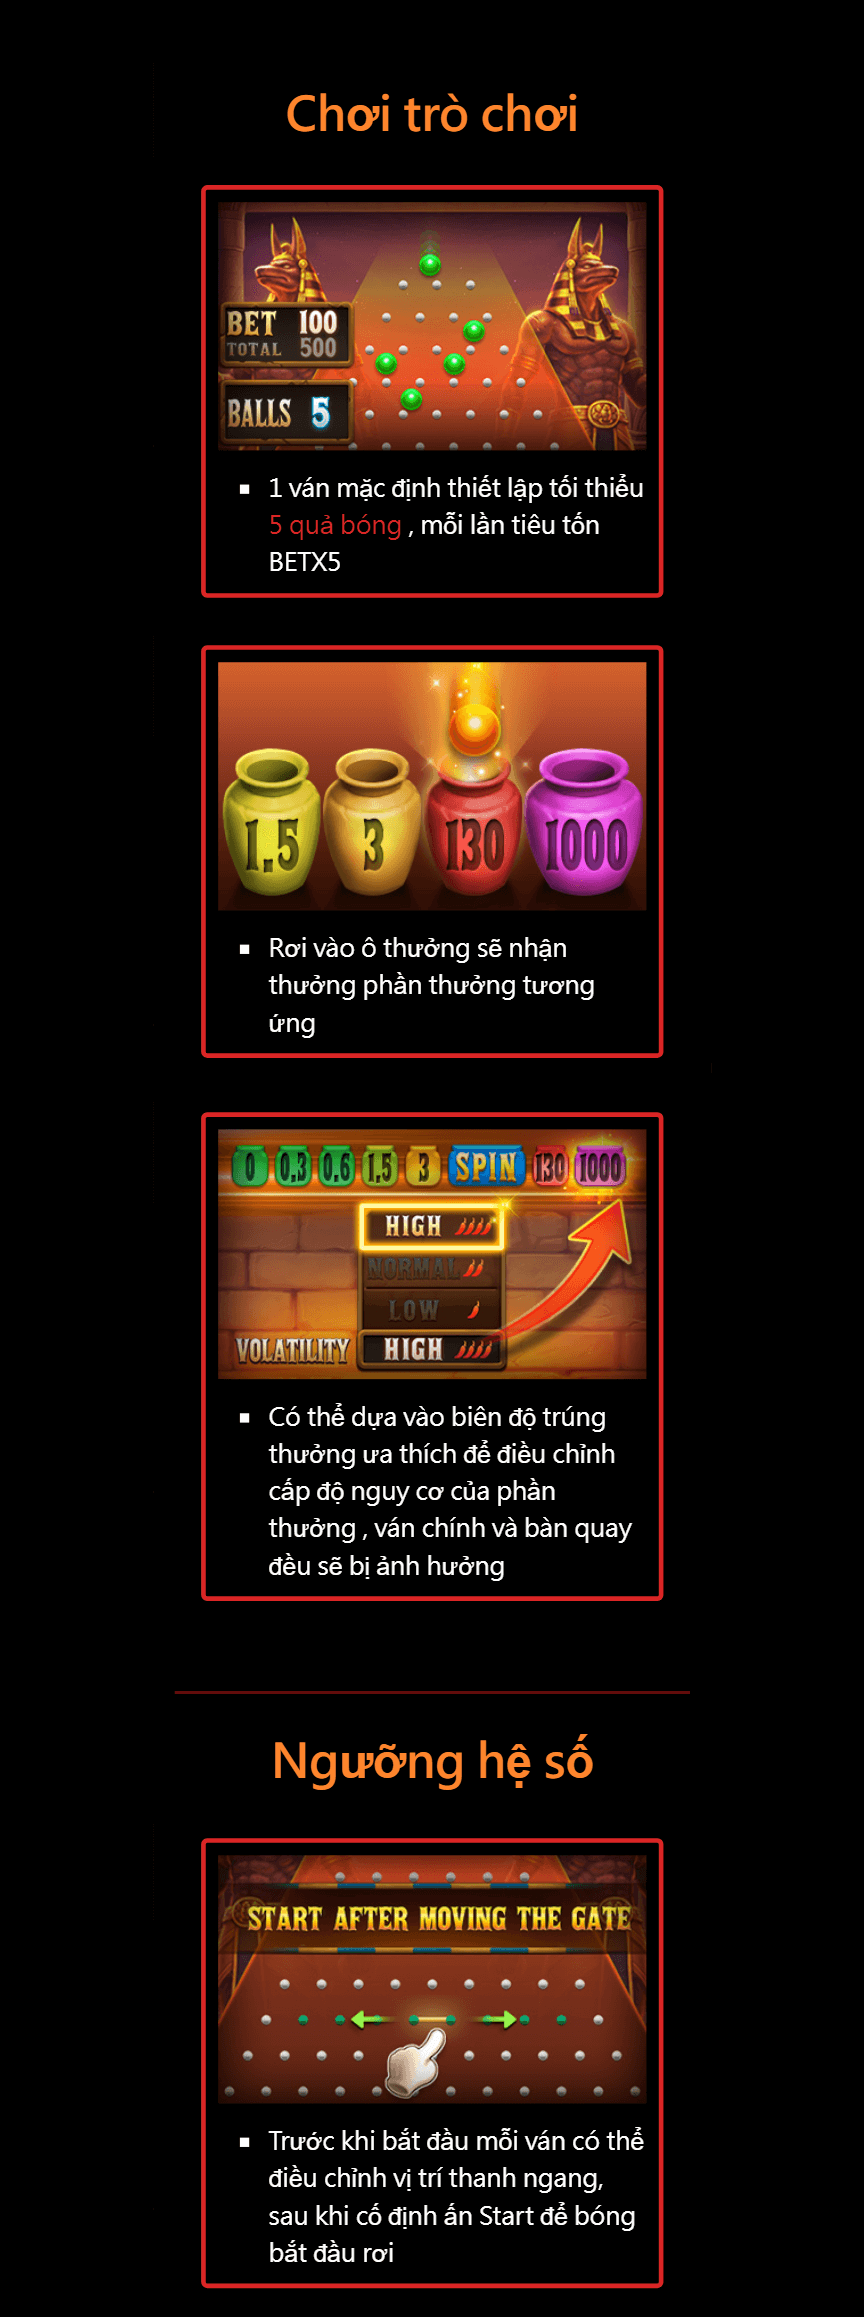 Chơi trò chơi
BET 100
TOTAL 500
BALLS 5
1 ván mặc định thiết lập tối thiểu
5 quả bóng , mỗi lần tiêu tốn
BETX5
1.5 3 130 1000
Rơi vào ô thưởng sẽ nhận
thưởng phần thưởng tương
ứng
0 0.3 0.6 1.5 3 SPIN 130 1000
HIGH
NORMAL
LOW
VOLATILITY HIGH
Có thể dựa vào biên độ trúng
thưởng ưa thích để điều chỉnh
cấp độ nguy cơ của phần
thưởng , ván chính và bàn quay
đều sẽ bị ảnh hưởng
Ngưỡng hệ số
START AFTER MOVING THE GATE
Trước khi bắt đầu mỗi ván có thể
điều chỉnh vị trí thanh ngang,
sau khi cố định ấn Start để bóng
bắt đầu rơi